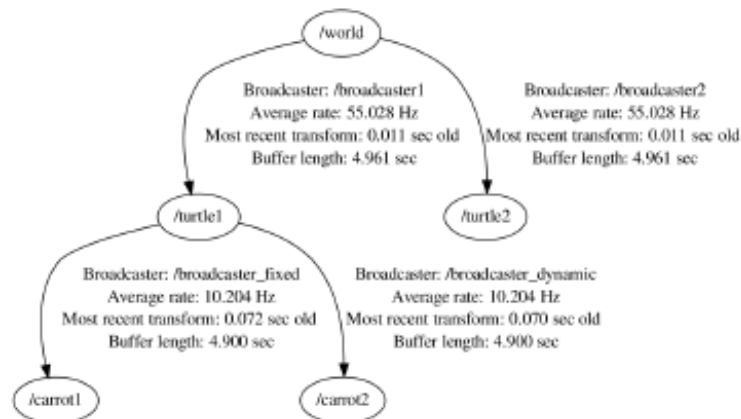 /world
Broadcaster: /broadcaster1
Average rate: 55.028 Hz
Most recent transform: 0.011 sec old
Buffer length: 4.961 sec
Broadcaster: /broadcaster2
Average rate: 55.028 Hz
Most recent transform: 0.011 sec old
Buffer length: 4.961 sec
/turtle1
/turtle2
Broadcaster: /broadcaster_fixed
Average rate: 10.204 Hz
Most recent transform: 0.072 sec old
Buffer length: 4.900 sec
Broadcaster: /broadcaster_dynamic
Average rate: 10.204 Hz
Most recent transform: 0.070 sec old
Buffer length: 4.900 sec
/carrot1
/carrot2